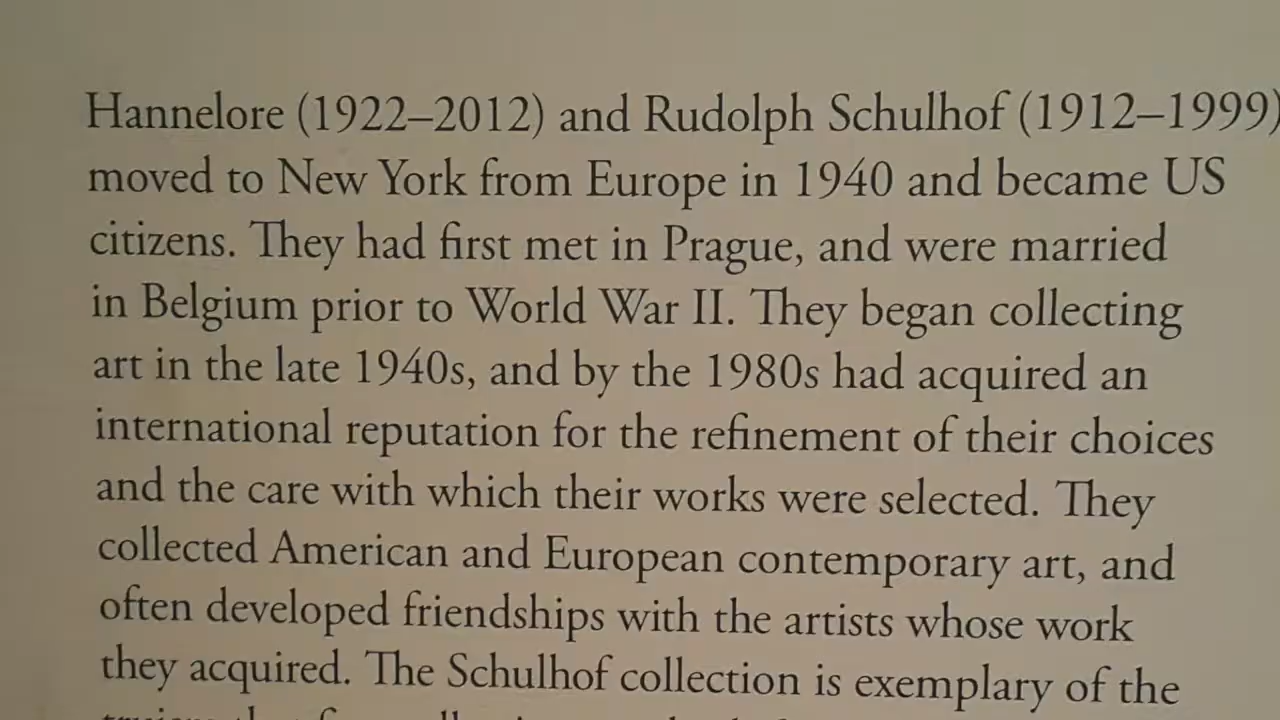 Hannelore (1922–2012) and Rudolph Schulhof (1912–1999)
moved to New York from Europe in 1940 and became US
citizens. They had first met in Prague, and were married
in Belgium prior to World War II. They began collecting
art in the late 1940s, and by the 1980s had acquired an
international reputation for the refinement of their choices
and the care with which their works were selected. They
collected American and European contemporary art, and
often developed friendships with the artists whose work
they acquired. The Schulhof collection is exemplary of the